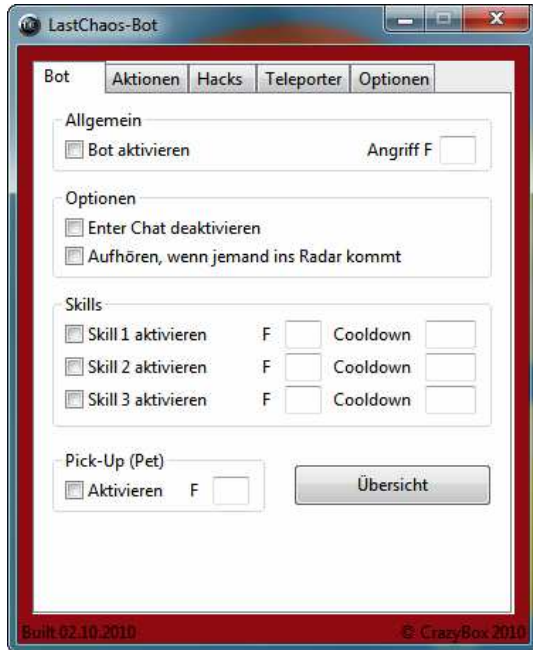 LastChaos-Bot
Bot Aktionen Hacks Teleporter Optionen
Allgemein
Bot aktivieren Angriff F
Optionen
Enter Chat deaktivieren
Aufhören, wenn jemand ins Radar kommt
Skills
Skill 1 aktivieren F Cooldown
Skill 2 aktivieren F Cooldown
Skill 3 aktivieren F Cooldown
Pick-Up (Pet)
Aktivieren F
Übersicht
Built 02.10.2010 © CrazyBox 2010